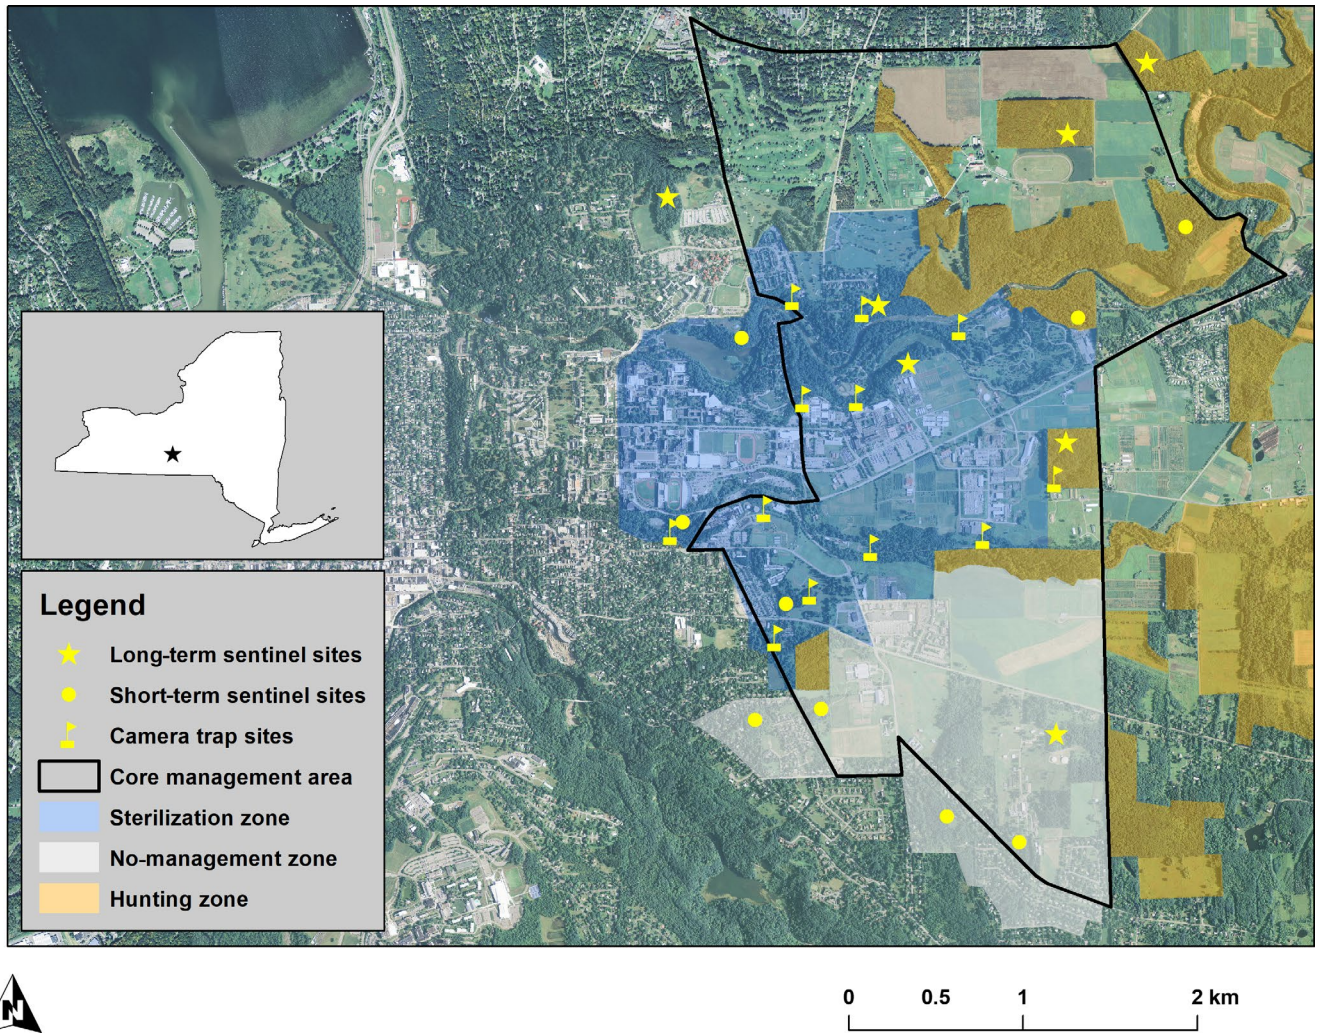 Legend
Long-term sentinel sites
Short-term sentinel sites
Camera trap sites
Core management area
Sterilization zone
No-management zone
Hunting zone
N
0 0.5 1 2 km